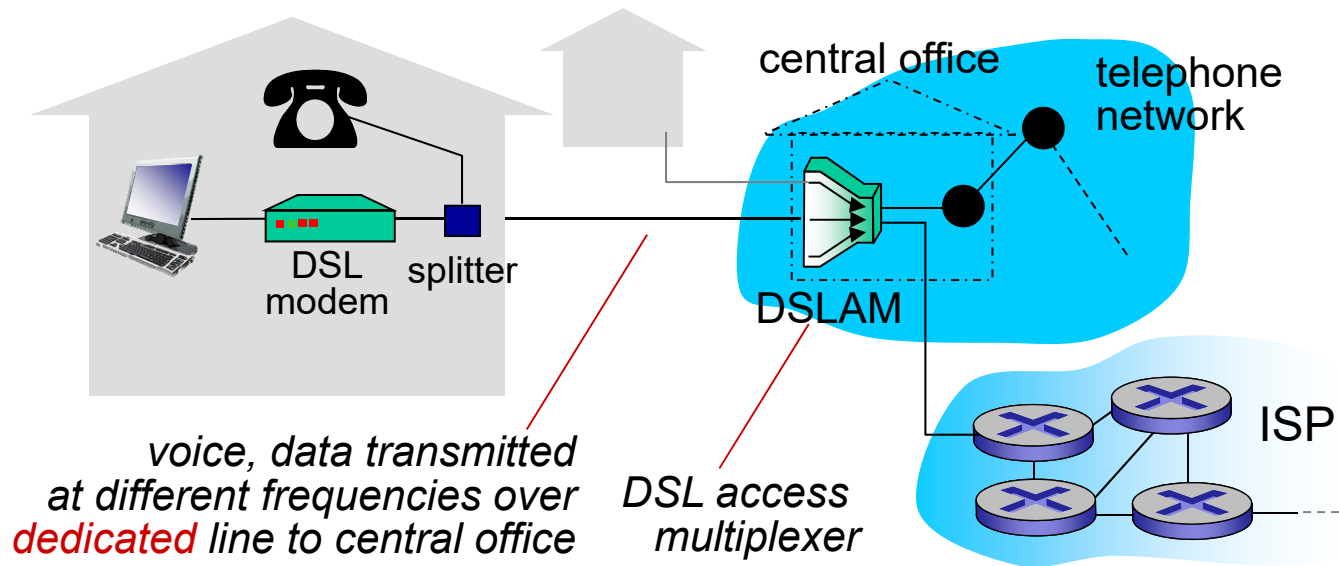 central office
telephone
network
DSL
modem
splitter
DSLAM
ISP
voice, data transmitted
at different frequencies over
dedicated line to central office
DSL access
multiplexer